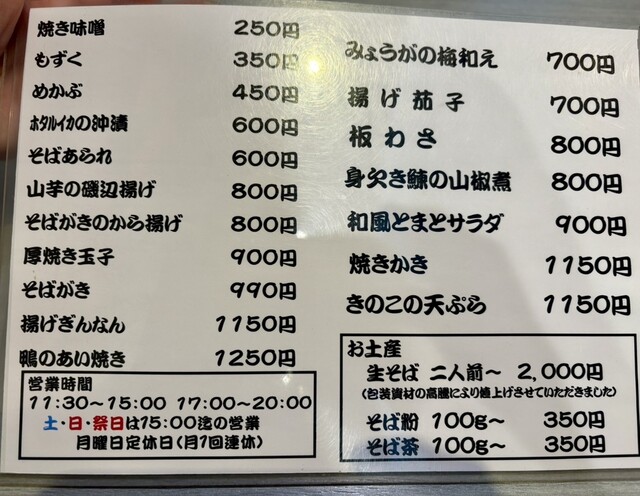 焼き味噌 250円
もずく 350円
めかぶ 450円
ホタルイカの沖漬 600円
そばあられ 600円
山芋の磯辺揚げ 800円
そばがきのから揚げ 800円
厚焼き玉子 900円
そばがき 990円
揚げぎんなん 1150円
鴨のあい焼き 1250円
営業時間
11:30～15:00 17:00～20:00
土・日・祭日は15:00迄の営業
月曜日定休日(月1回連休)
みょうがの梅和え 700円
揚げ茄子 700円
板わさ 800円
身欠き鰊の山椒煮 800円
和風とまとサラダ 900円
焼きかき 1150円
きのこの天ぷら 1150円
お土産
生そば 二人前～ 2,000円
(包装資材の高騰により値上げさせていただきました)
そば粉 100g～ 350円
そば茶 100g～ 350円